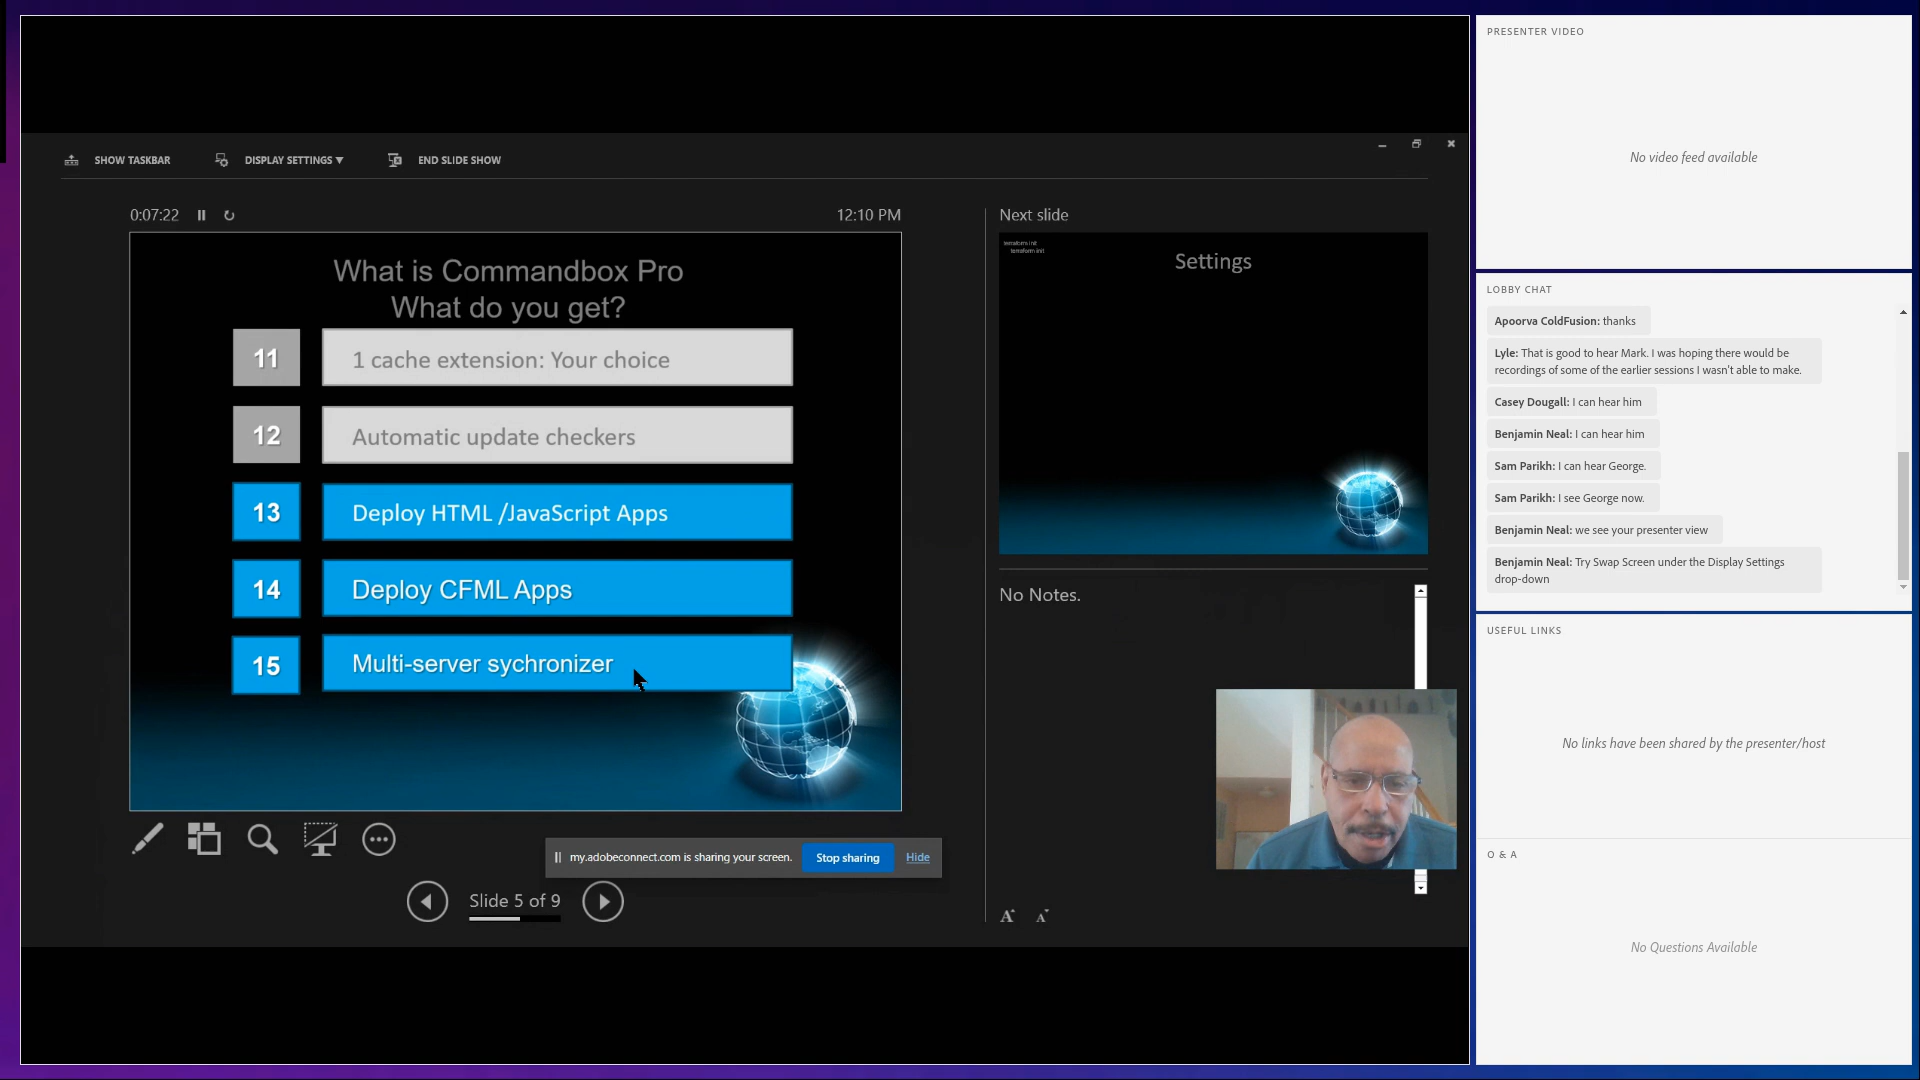 SHOW TASKBAR
DISPLAY SETTINGS ▼
END SLIDE SHOW
0:07:22
12:10 PM
What is Commandbox Pro
What do you get?
11
1 cache extension: Your choice
12
Automatic update checkers
13
Deploy HTML /JavaScript Apps
14
Deploy CFML Apps
15
Multi-server sychronizer
my.adobeconnect.com is sharing your screen.
Stop sharing
Hide
Slide 5 of 9
Next slide
terraform init
terraform init
Settings
No Notes.
A A
PRESENTER VIDEO
No video feed available
LOBBY CHAT
Apoorva ColdFusion: thanks
Lyle: That is good to hear Mark. I was hoping there would be
recordings of some of the earlier sessions I wasn't able to make.
Casey Dougall: I can hear him
Benjamin Neal: I can hear him
Sam Parikh: I can hear George.
Sam Parikh: I see George now.
Benjamin Neal: we see your presenter view
Benjamin Neal: Try Swap Screen under the Display Settings
drop-down
USEFUL LINKS
No links have been shared by the presenter/host
Q & A
No Questions Available